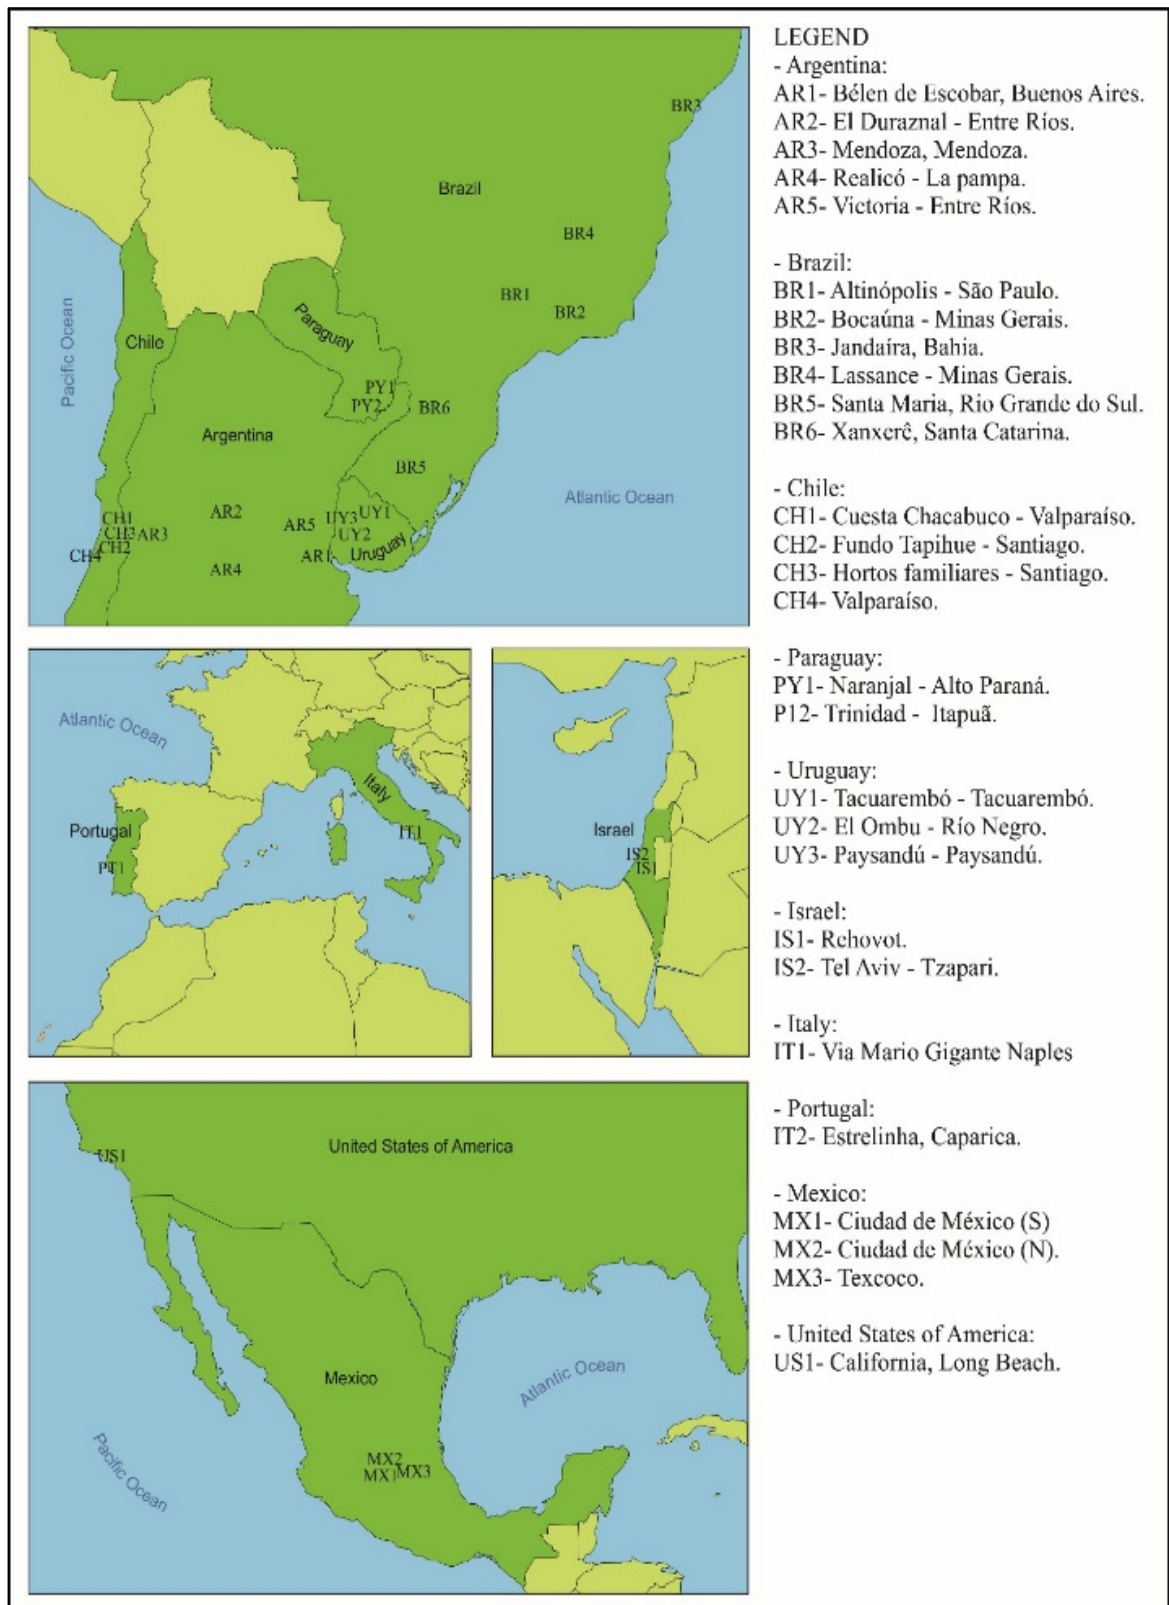 Brazil
BR3
BR4
BR1
BR2
Pacific Ocean
Chile
Paraguay
PY1
PY2
BR6
Argentina
BR5
Atlantic Ocean
CH1
CH3
CH2
CH4
AR3
AR2
AR5
UY3
UY1
UY2
AR1
Uruguay
AR4
Atlantic Ocean
Italy
Portugal
IT1
PT1
Israel
IS2
IS1
US1
United States of America
Mexico
Atlantic Ocean
Pacific Ocean
MX2
MX1
MX3
LEGEND
- Argentina:
AR1- Bélen de Escobar, Buenos Aires.
AR2- El Duraznal - Entre Ríos.
AR3- Mendoza, Mendoza.
AR4- Realicó - La pampa.
AR5- Victoria - Entre Ríos.
- Brazil:
BR1- Altinópolis - São Paulo.
BR2- Bocaúna - Minas Gerais.
BR3- Jandaíra, Bahia.
BR4- Lassance - Minas Gerais.
BR5- Santa Maria, Rio Grande do Sul.
BR6- Xanxerê, Santa Catarina.
- Chile:
CH1- Cuesta Chacabuco - Valparaíso.
CH2- Fundo Tapihue - Santiago.
CH3- Hortos familiares - Santiago.
CH4- Valparaíso.
- Paraguay:
PY1- Naranjal - Alto Paraná.
P12- Trinidad - Itapuã.
- Uruguay:
UY1- Tacuarembó - Tacuarembó.
UY2- El Ombu - Río Negro.
UY3- Paysandú - Paysandú.
- Israel:
IS1- Rehovot.
IS2- Tel Aviv - Tzapari.
- Italy:
IT1- Via Mario Gigante Naples
- Portugal:
IT2- Estrelinha, Caparica.
- Mexico:
MX1- Ciudad de México (S)
MX2- Ciudad de México (N).
MX3- Texcoco.
- United States of America:
US1- California, Long Beach.